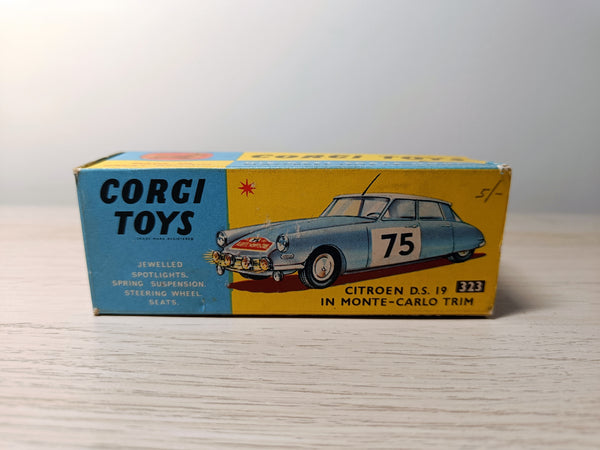 CORGI TOYS
CORGI
TOYS
TRADE MARK REGISTERED
JEWELLED
SPOTLIGHTS.
SPRING SUSPENSION.
STEERING WHEEL.
SEATS.
5/-
75
CITROEN D.S. 19 323
IN MONTE-CARLO TRIM